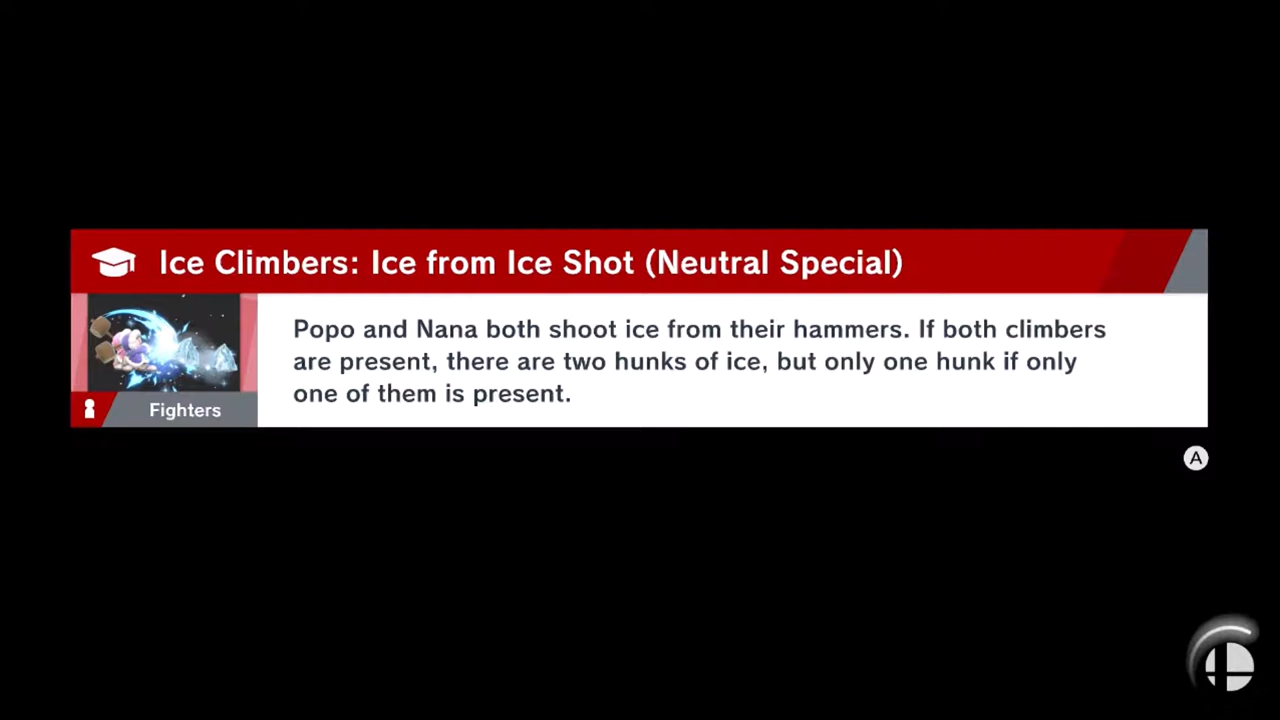 Ice Climbers: Ice from Ice Shot (Neutral Special)
Popo and Nana both shoot ice from their hammers. If both climbers
are present, there are two hunks of ice, but only one hunk if only
one of them is present.
Fighters
A